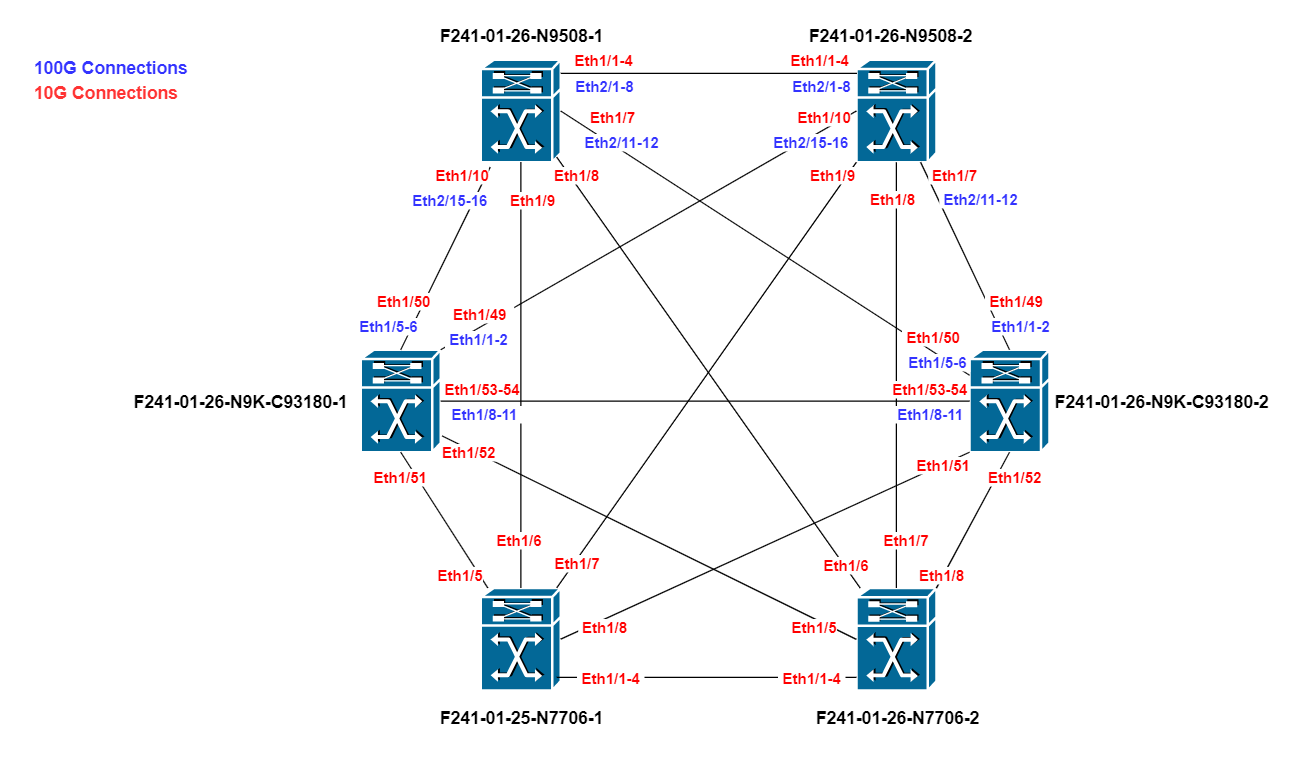 F241-01-26-N9508-1
F241-01-26-N9508-2
100G Connections
10G Connections
Eth1/1-4
Eth1/1-4
Eth2/1-8
Eth2/1-8
Eth1/7
Eth1/10
Eth2/11-12
Eth2/15-16
Eth1/10
Eth1/8
Eth1/9
Eth1/7
Eth2/15-16
Eth1/9
Eth1/8
Eth2/11-12
Eth1/50
Eth1/49
Eth1/49
Eth1/5-6
Eth1/1-2
Eth1/50
Eth1/1-2
Eth1/5-6
Eth1/53-54
Eth1/53-54
F241-01-26-N9K-C93180-1
F241-01-26-N9K-C93180-2
Eth1/8-11
Eth1/8-11
Eth1/52
Eth1/51
Eth1/51
Eth1/52
Eth1/6
Eth1/7
Eth1/7
Eth1/6
Eth1/5
Eth1/8
Eth1/8
Eth1/5
Eth1/1-4
Eth1/1-4
F241-01-25-N7706-1
F241-01-26-N7706-2